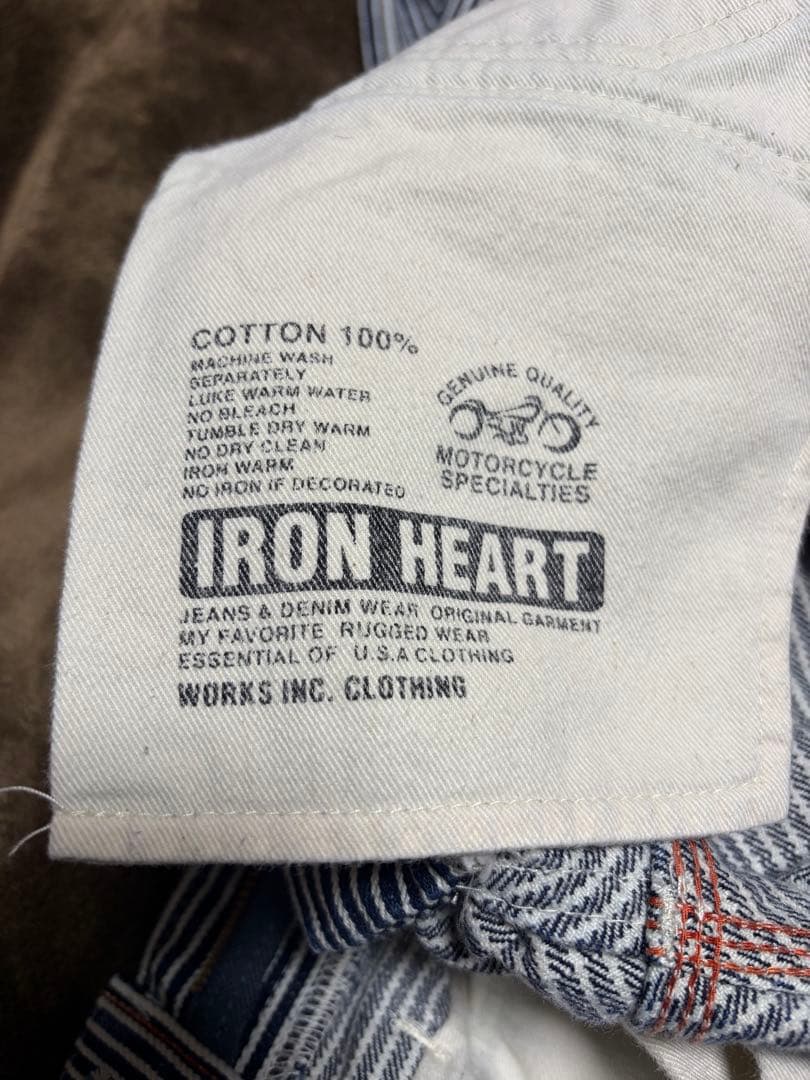 COTTON 100%
MACHINE WASH
SEPARATELY
LUKE WARM WATER
NO BLEACH
TUMBLE DRY WARM
NO DRY CLEAN
IRON WARM
NO IRON IF DECORATED
GENUINE QUALITY
MOTORCYCLE
SPECIALTIES
IRON HEART
JEANS & DENIM WEAR ORIGINAL GARMENT
MY FAVORITE RUGGED WEAR
ESSENTIAL OF U.S.A CLOTHING
WORKS INC. CLOTHING